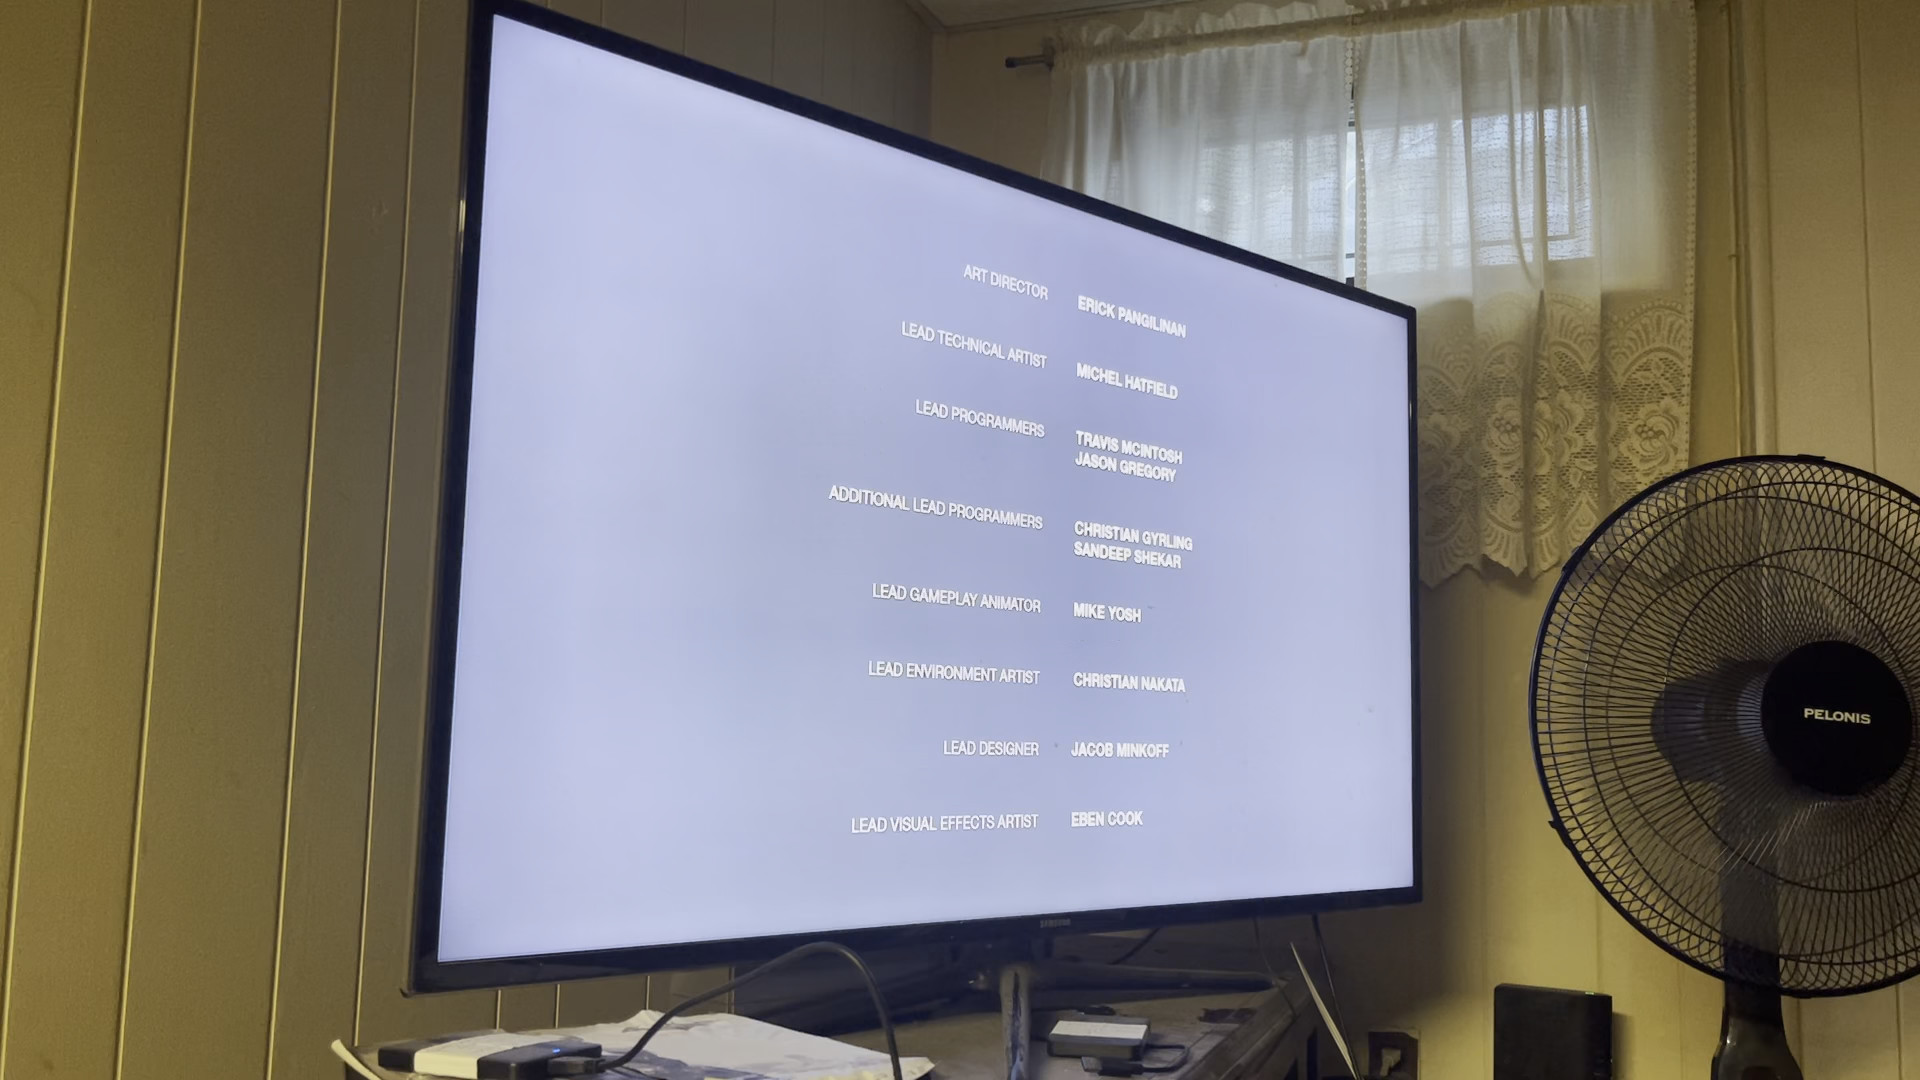 ART DIRECTOR ERICK PANGILINAN
LEAD TECHNICAL ARTIST MICHEL HATFIELD
LEAD PROGRAMMERS TRAVIS MCINTOSH
JASON GREGORY
ADDITIONAL LEAD PROGRAMMERS CHRISTIAN GYRLING
SANDEEP SHEKAR
LEAD GAMEPLAY ANIMATOR MIKE YOSH
LEAD ENVIRONMENT ARTIST CHRISTIAN NAKATA
LEAD DESIGNER JACOB MINKOFF
LEAD VISUAL EFFECTS ARTIST EBEN COOK
SAMSUNG
PELONIS